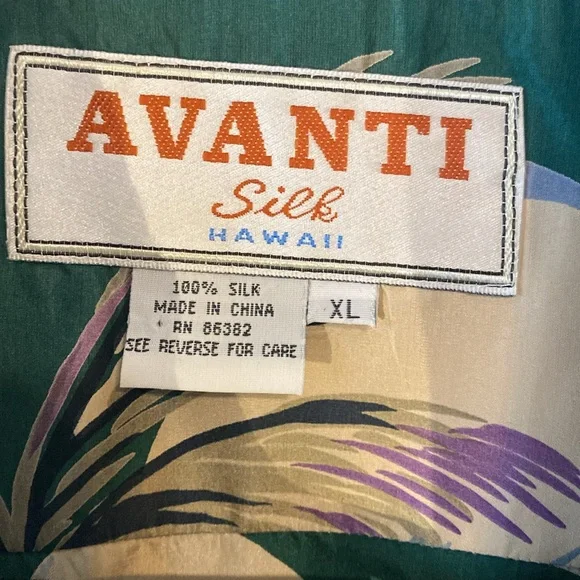 AVANTI
Silk
HAWAII
100% SILK
MADE IN CHINA
RN 86382
SEE REVERSE FOR CARE
XL